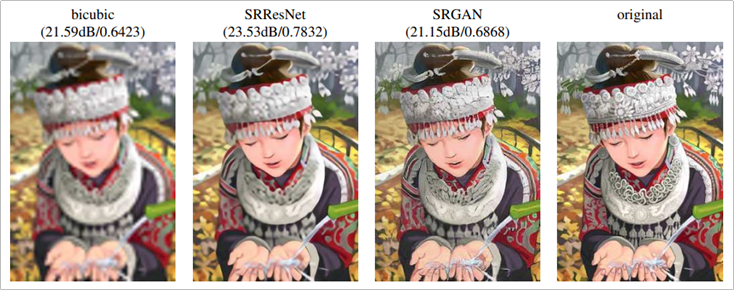 bicubic
(21.59dB/0.6423)
SRResNet
(23.53dB/0.7832)
SRGAN
(21.15dB/0.6868)
original